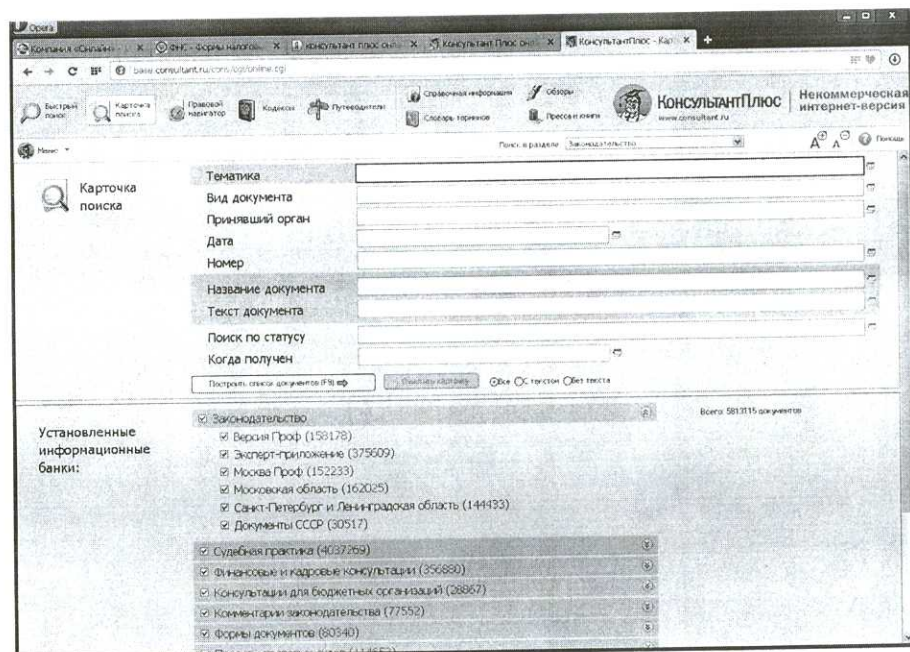 Opera
Компания «Онлайн» -
ФНС - Формы налогов
консультант плюс онл
Консультант Плюс онл
КонсультантПлюс - Карт
base.consultant.ru/cons/cgi/online.cgi
Быстрый поиск
Карточка поиска
Правовой навигатор
Кодексы
Путеводители
Справочная информация
Словарь терминов
Обзоры
Пресса и книги
КонсультантПлюс
www.consultant.ru
Некоммерческая
интернет-версия
Меню
Поиск в разделе
Законодательство
Помощь
Карточка
поиска
Тематика
Вид документа
Принявший орган
Дата
Номер
Название документа
Текст документа
Поиск по статусу
Когда получен
Построить список документов (F9)
Очистить карточку
Все С текстом Без текста
Установленные
информационные
банки:
Законодательство
Всего: 5813115 документов
Версия Проф (158178)
Эксперт-приложение (375609)
Москва Проф (152233)
Московская область (162025)
Санкт-Петербург и Ленинградская область (144433)
Документы СССР (30517)
Судебная практика (4037269)
Финансовые и кадровые консультации (356880)
Консультации для бюджетных организаций (28867)
Комментарии законодательства (77552)
Формы документов (80340)